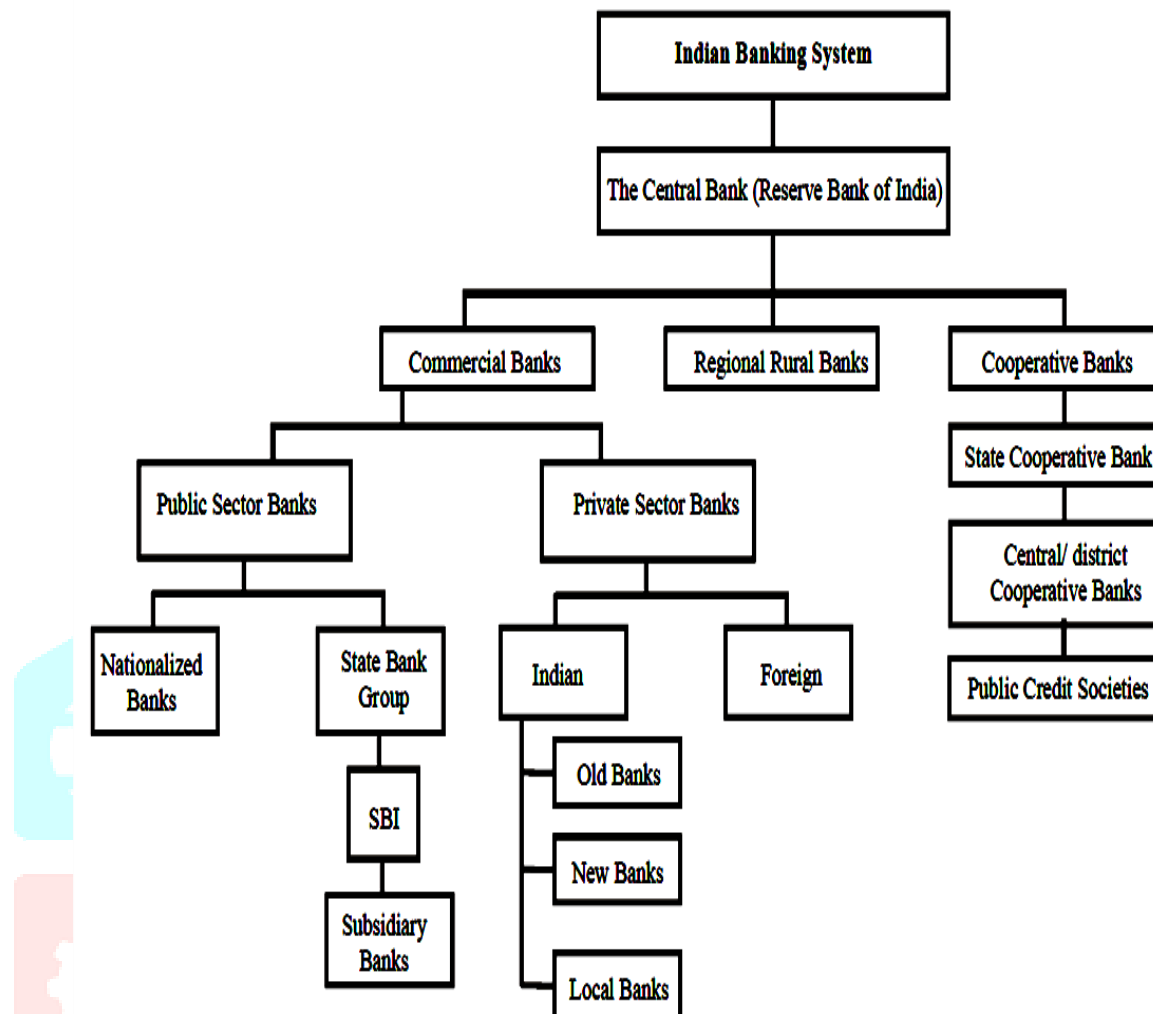 Indian Banking System
The Central Bank (Reserve Bank of India)
Commercial Banks
Regional Rural Banks
Cooperative Banks
State Cooperative Bank
Public Sector Banks
Private Sector Banks
Central/ district
Cooperative Banks
Nationalized
Banks
State Bank
Group
Indian
Foreign
Public Credit Societies
Old Banks
SBI
New Banks
Subsidiary
Banks
Local Banks